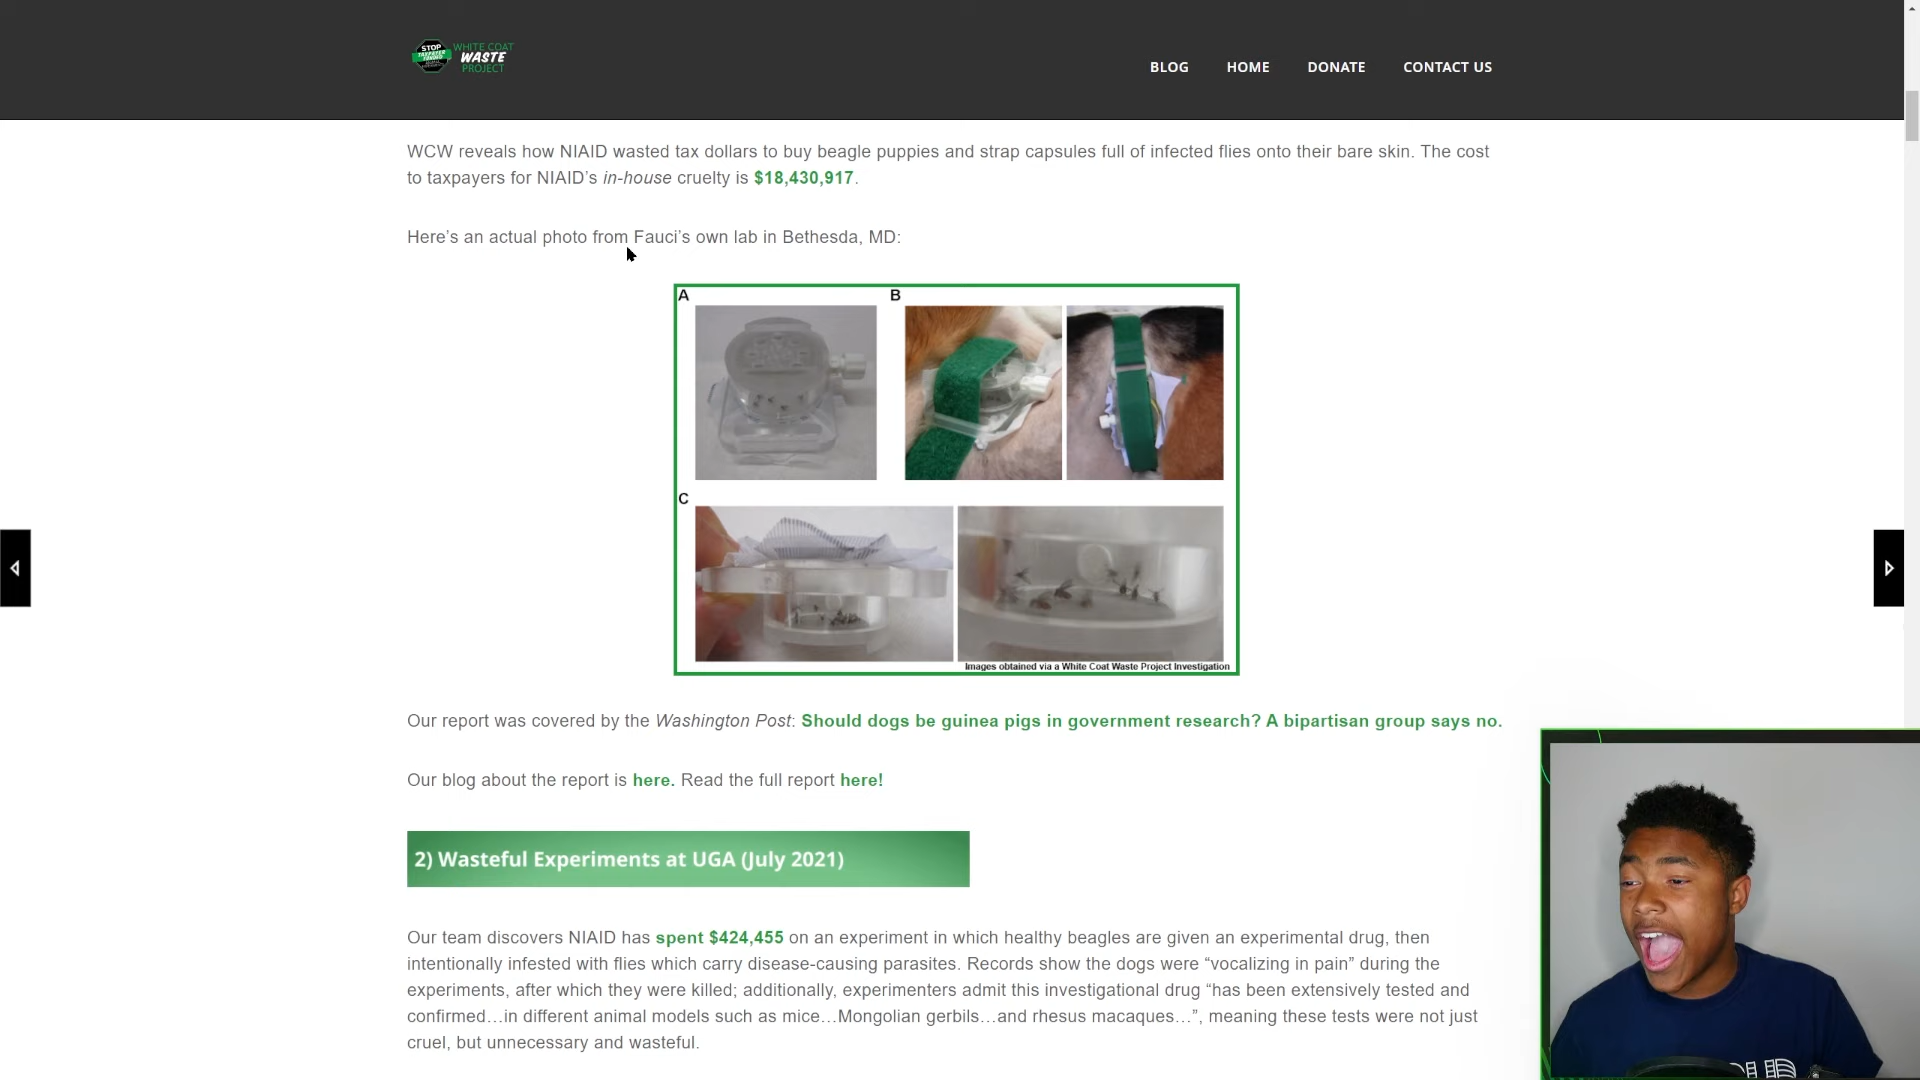 STOP
TAXPAYER
FUNDED
WHITE COAT
WASTE
PROJECT
BLOG
HOME
DONATE
CONTACT US
WCW reveals how NIAID wasted tax dollars to buy beagle puppies and strap capsules full of infected flies onto their bare skin. The cost
to taxpayers for NIAID’s in-house cruelty is $18,430,917.
Here’s an actual photo from Fauci’s own lab in Bethesda, MD:
A
B
C
Images obtained via a White Coat Waste Project Investigation
Our report was covered by the Washington Post: Should dogs be guinea pigs in government research? A bipartisan group says no.
Our blog about the report is here. Read the full report here!
2) Wasteful Experiments at UGA (July 2021)
Our team discovers NIAID has spent $424,455 on an experiment in which healthy beagles are given an experimental drug, then
intentionally infested with flies which carry disease-causing parasites. Records show the dogs were “vocalizing in pain” during the
experiments, after which they were killed; additionally, experimenters admit this investigational drug “has been extensively tested and
confirmed…in different animal models such as mice…Mongolian gerbils…and rhesus macaques…”, meaning these tests were not just
cruel, but unnecessary and wasteful.